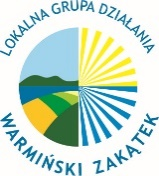 LOKALNA GRUPA DZIAŁANIA
WARMIŃSKI ZAKĄTEK